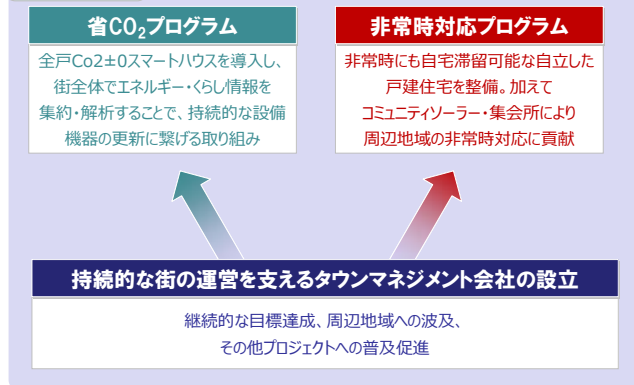 省CO₂プログラム
全戸Co2±0スマートハウスを導入し、
街全体でエネルギー・くらし情報を
集約・解析することで、持続的な設備
機器の更新に繋げる取り組み
非常時対応プログラム
非常時にも自宅滞留可能な自立した
戸建住宅を整備。加えて
コミュニティソーラー・集会所により
周辺地域の非常時対応に貢献
持続的な街の運営を支えるタウンマネジメント会社の設立
継続的な目標達成、周辺地域への波及、
その他プロジェクトへの普及促進